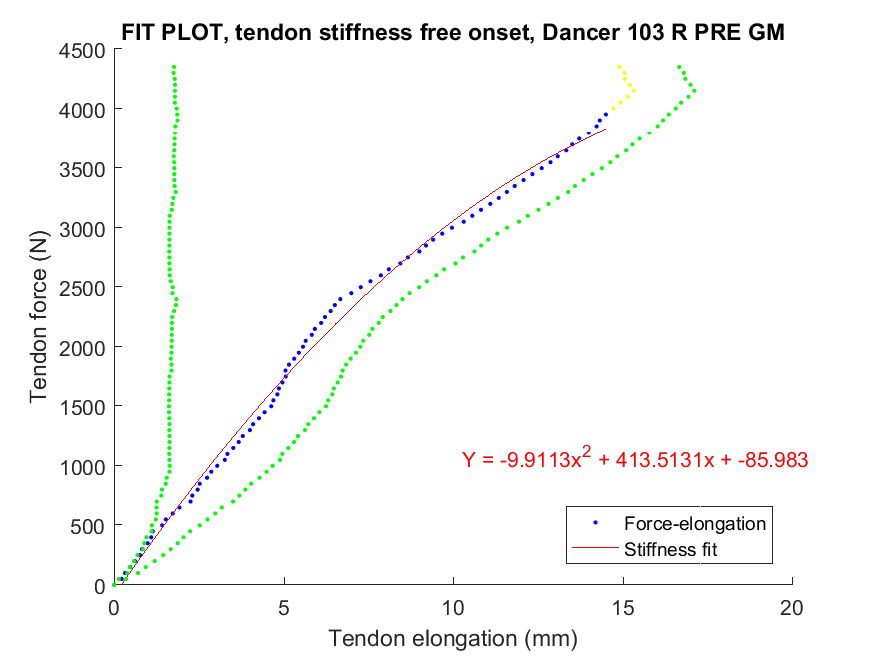 FIT PLOT, tendon stiffness free onset, Dancer 103 R PRE GM
4500
4000
3500
3000
2500
2000
1500
1000
500
0
Tendon force (N)
Y = -9.9113x² + 413.5131x + -85.983
Force-elongation
Stiffness fit
0 5 10 15 20
Tendon elongation (mm)